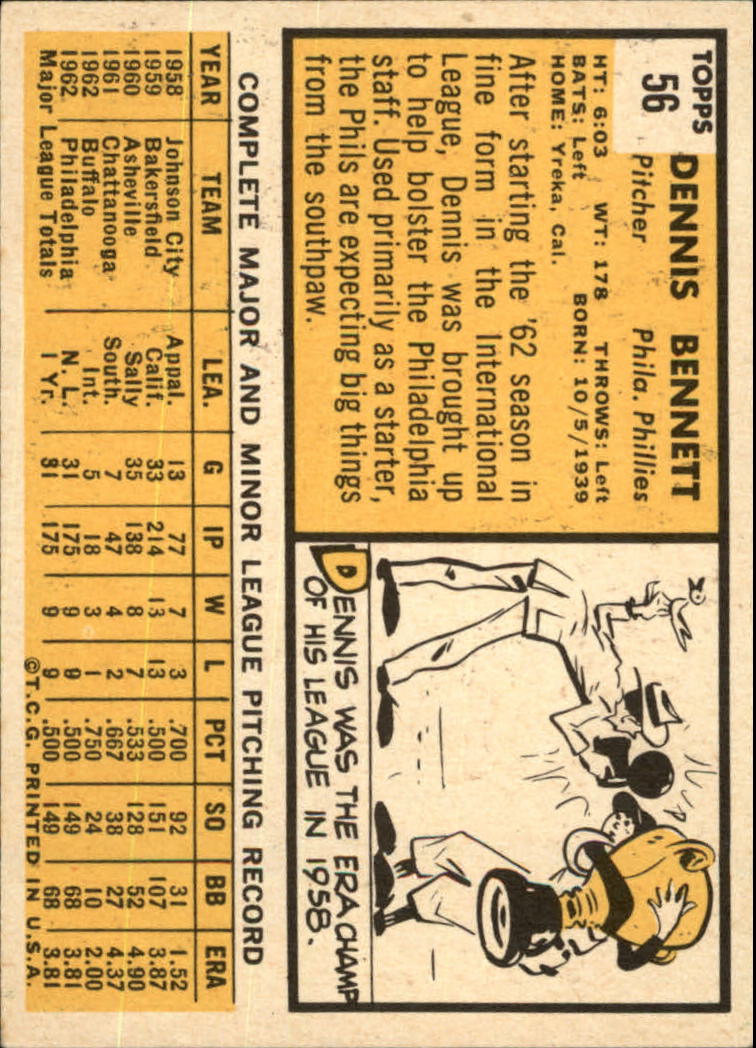 TOPPS
56
DENNIS BENNETT
Pitcher Phila. Phillies
HT: 6:03 WT: 178 THROWS: Left
BATS: Left BORN: 10/5/1939
HOME: Yreka, Cal.
After starting the '62 season in
fine form in the International
League, Dennis was brought up
to help bolster the Philadelphia
staff. Used primarily as a starter,
the Phils are expecting big things
from the southpaw.
DENNIS WAS THE ERA CHAMP
OF HIS LEAGUE IN 1958.
COMPLETE MAJOR AND MINOR LEAGUE PITCHING RECORD
YEAR TEAM LEA. G IP W L PCT SO BB ERA
1958 Johnson City Appal. 13 77 7 3 .700 92 31 1.52
1959 Bakersfield Calif. 33 214 13 13 .500 151 107 3.87
1960 Asheville Sally 35 138 8 7 .533 128 52 4.90
1961 Chattanooga South. 7 47 4 2 .667 38 27 4.37
1962 Buffalo Int. 5 18 3 1 .750 24 10 2.00
1962 Philadelphia N. L. 31 175 9 9 .500 149 68 3.81
Major League Totals 1 Yr. 31 175 9 9 .500 149 68 3.81
©T.C.G. PRINTED IN U.S.A.